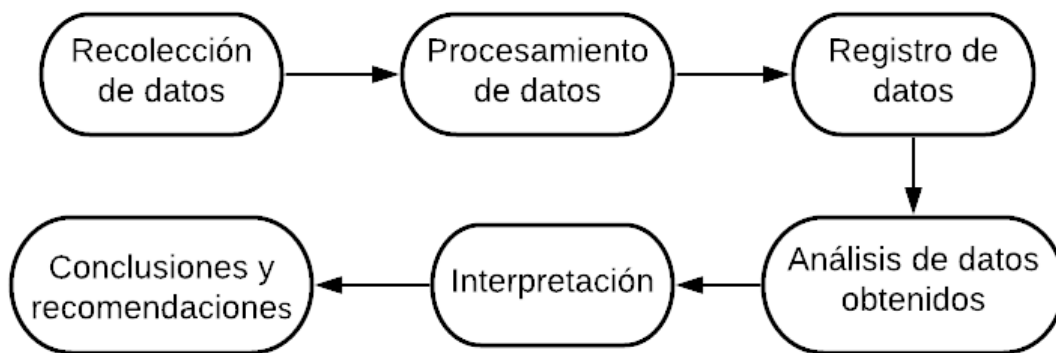 Recolección
de datos
Procesamiento
de datos
Registro de
datos
Análisis de datos
obtenidos
Interpretación
Conclusiones y
recomendaciones